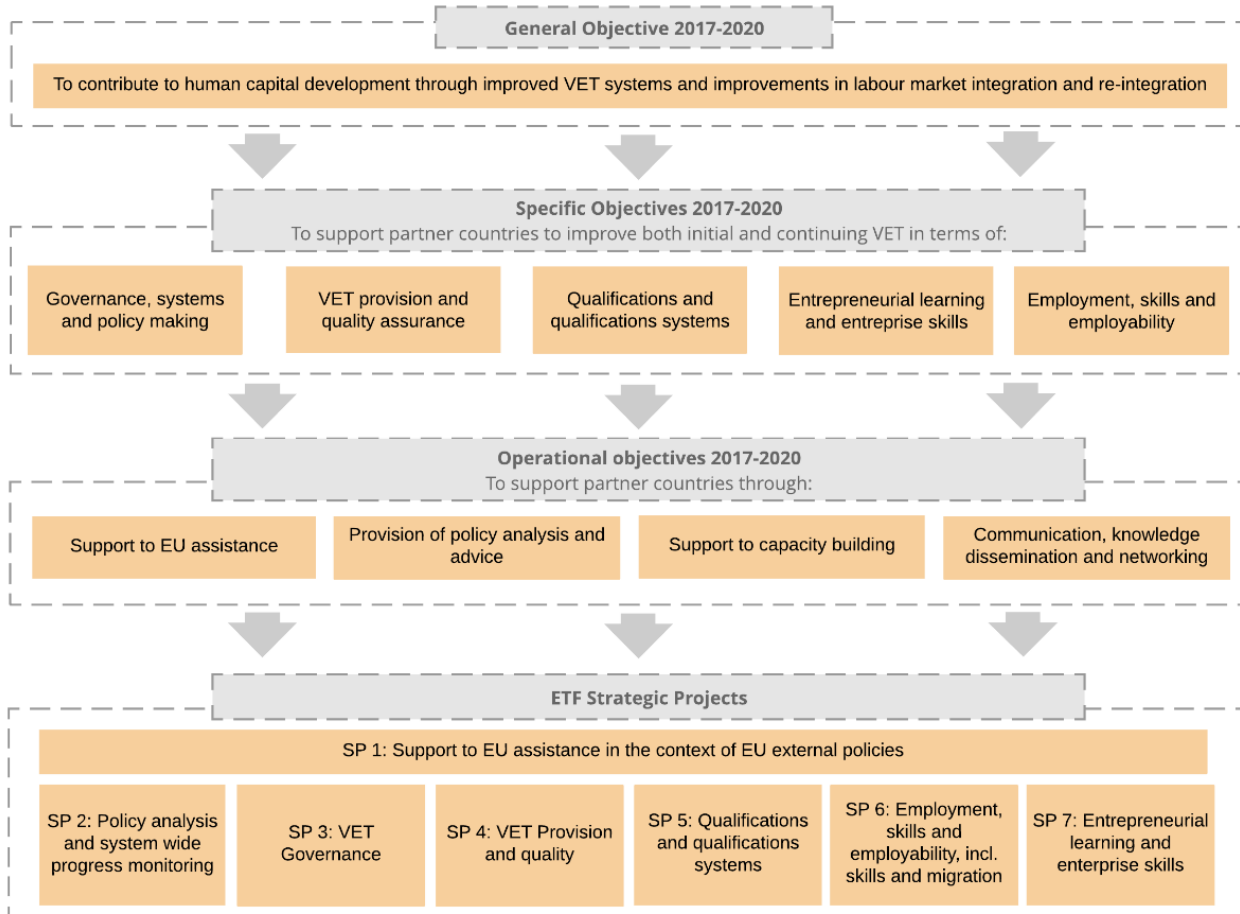 General Objective 2017-2020
To contribute to human capital development through improved VET systems and improvements in labour market integration and re-integration
Specific Objectives 2017-2020
To support partner countries to improve both initial and continuing VET in terms of:
Governance, systems
and policy making
VET provision and
quality assurance
Qualifications and
qualifications systems
Entrepreneurial learning
and entreprise skills
Employment, skills and
employability
Operational objectives 2017-2020
To support partner countries through:
Support to EU assistance
Provision of policy analysis and
advice
Support to capacity building
Communication, knowledge
dissemination and networking
ETF Strategic Projects
SP 1: Support to EU assistance in the context of EU external policies
SP 2: Policy analysis
and system wide
progress monitoring
SP 3: VET
Governance
SP 4: VET Provision
and quality
SP 5: Qualifications
and qualifications
systems
SP 6: Employment,
skills and
employability, incl.
skills and migration
SP 7: Entrepreneurial
learning and
enterprise skills